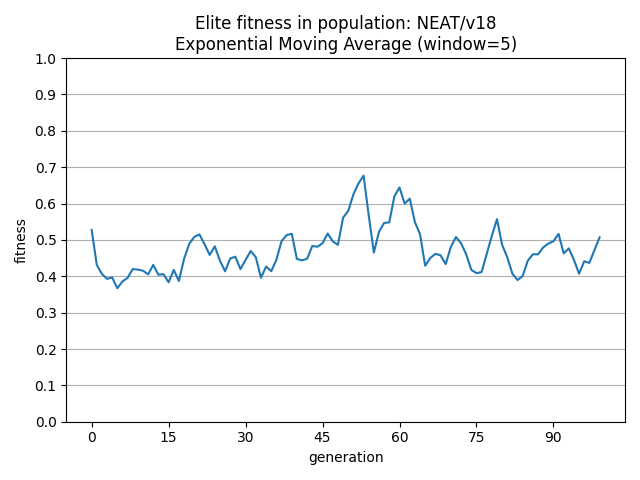 Elite fitness in population: NEAT/v18
Exponential Moving Average (window=5)
1.0
0.9
0.8
0.7
0.6
0.5
0.4
0.3
0.2
0.1
0.0
fitness
0 15 30 45 60 75 90
generation